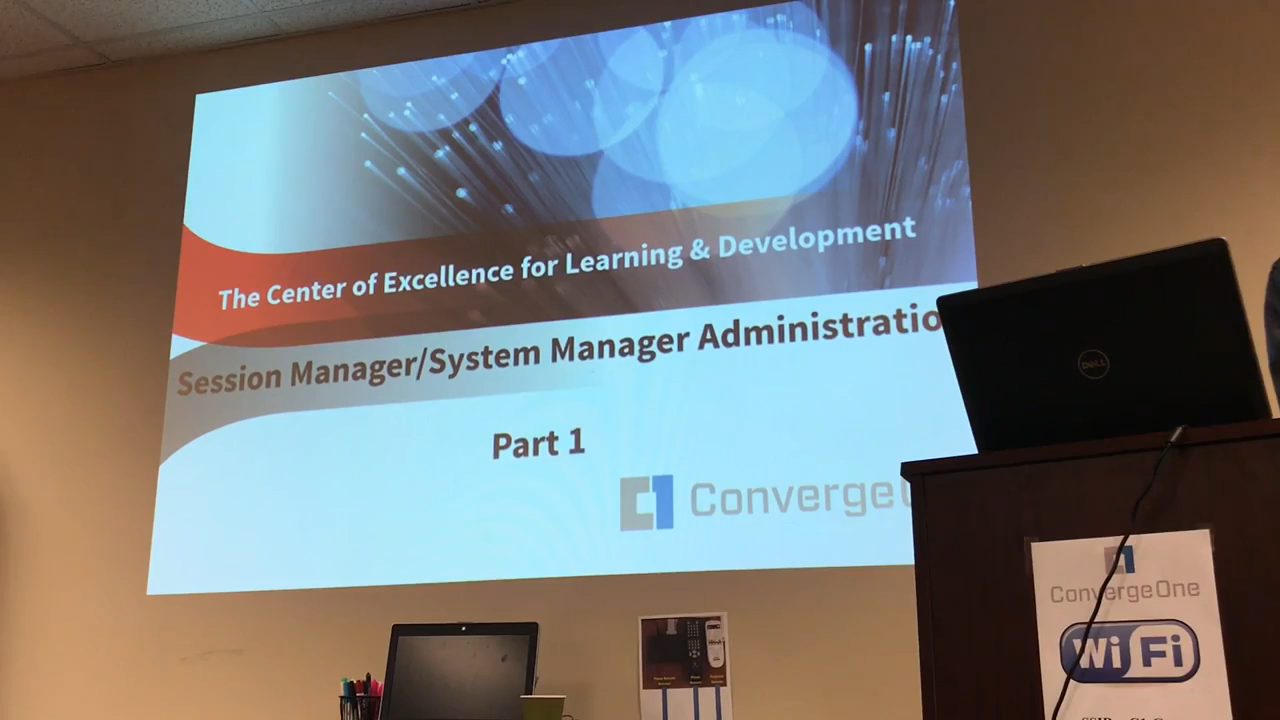 The Center of Excellence for Learning & Development
Session Manager/System Manager Administratio
Part 1
Converge
DELL
ConvergeOne
Wi Fi